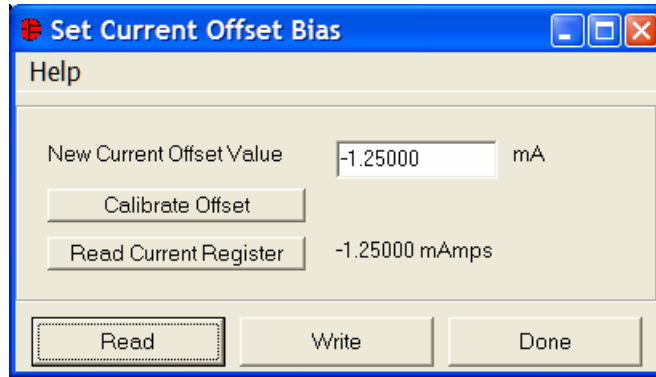 Set Current Offset Bias
Help
New Current Offset Value -1.25000 mA
Calibrate Offset
Read Current Register -1.25000 mAmps
Read Write Done